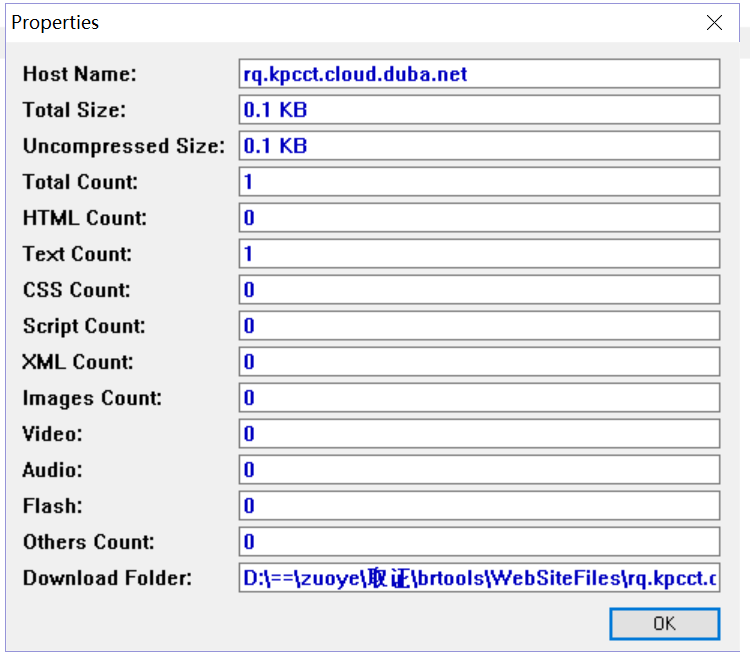 Properties
Host Name: rq.kpcct.cloud.duba.net
Total Size: 0.1 KB
Uncompressed Size: 0.1 KB
Total Count: 1
HTML Count: 0
Text Count: 1
CSS Count: 0
Script Count: 0
XML Count: 0
Images Count: 0
Video: 0
Audio: 0
Flash: 0
Others Count: 0
Download Folder: D:\==\zuoye\取证\brtools\WebSiteFiles\rq.kpcct.c
OK